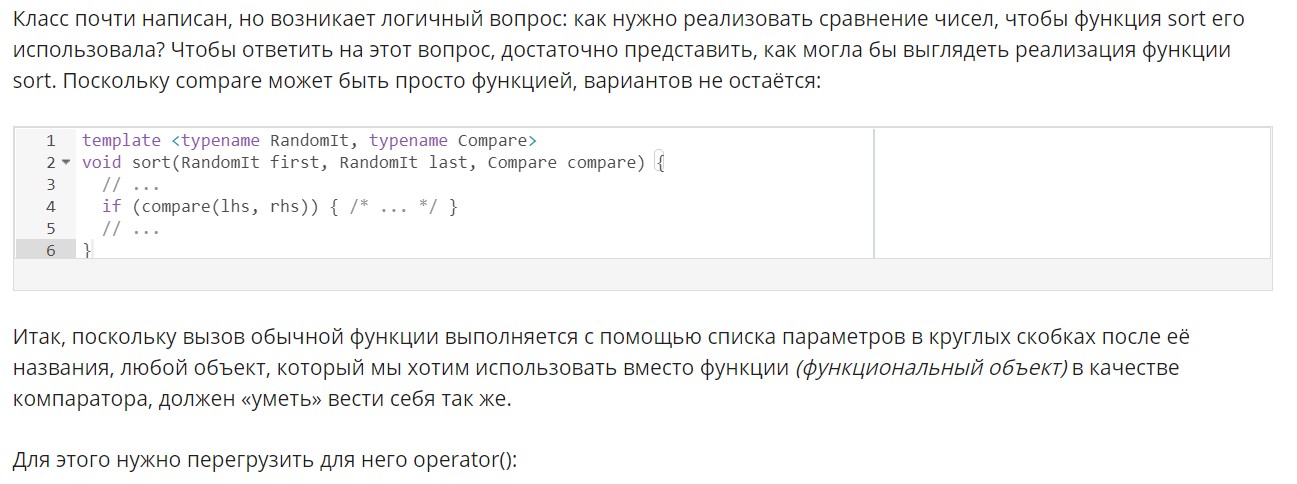 Класс почти написан, но возникает логичный вопрос: как нужно реализовать сравнение чисел, чтобы функция sort его
использовала? Чтобы ответить на этот вопрос, достаточно представить, как могла бы выглядеть реализация функции
sort. Поскольку compare может быть просто функцией, вариантов не остаётся:
1 template <typename RandomIt, typename Compare>
2 void sort(RandomIt first, RandomIt last, Compare compare) {
3 // ...
4 if (compare(lhs, rhs)) { /* ... */ }
5 // ...
6 }
Итак, поскольку вызов обычной функции выполняется с помощью списка параметров в круглых скобках после её
названия, любой объект, который мы хотим использовать вместо функции (функциональный объект) в качестве
компаратора, должен «уметь» вести себя так же.
Для этого нужно перегрузить для него operator():